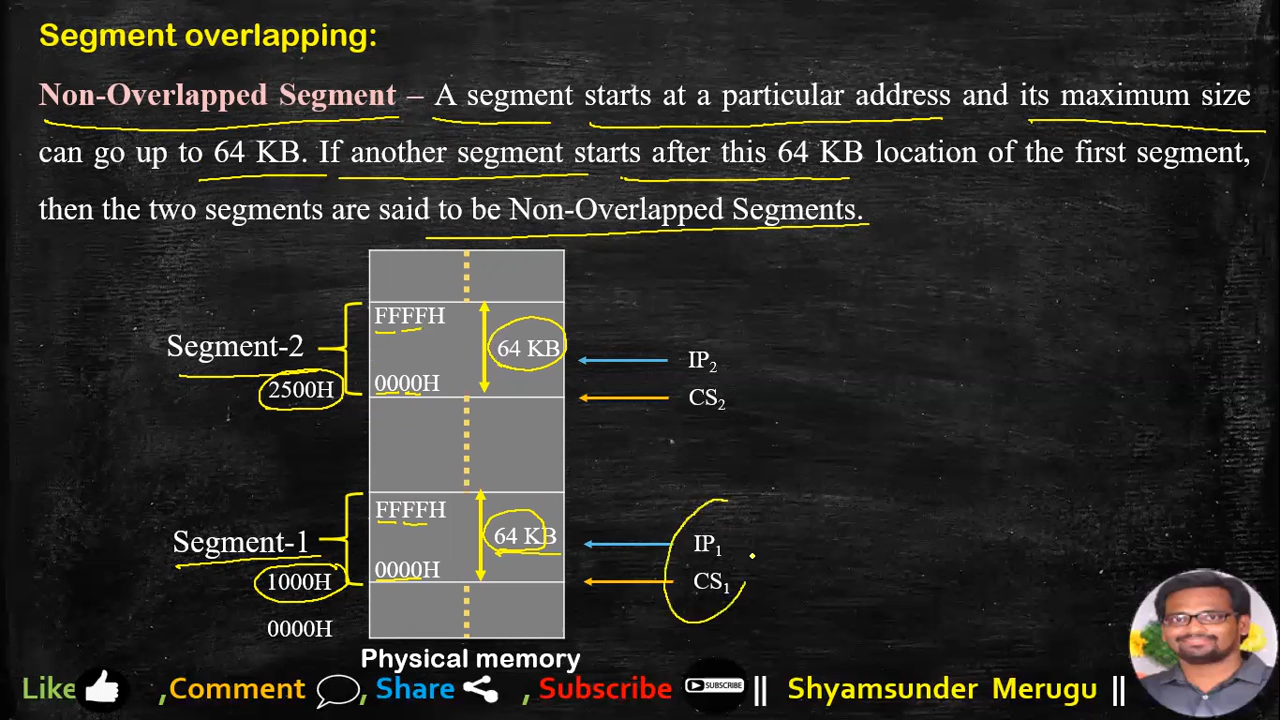 Segment overlapping:
Non-Overlapped Segment – A segment starts at a particular address and its maximum size
can go up to 64 KB. If another segment starts after this 64 KB location of the first segment,
then the two segments are said to be Non-Overlapped Segments.
FFFFH
Segment-2
64 KB
IP2
2500H
0000H
CS2
FFFFH
Segment-1
64 KB
IP1
1000H
0000H
CS1
0000H
Physical memory
Like ,Comment , Share , Subscribe SUBSCRIBE || Shyamsunder Merugu ||